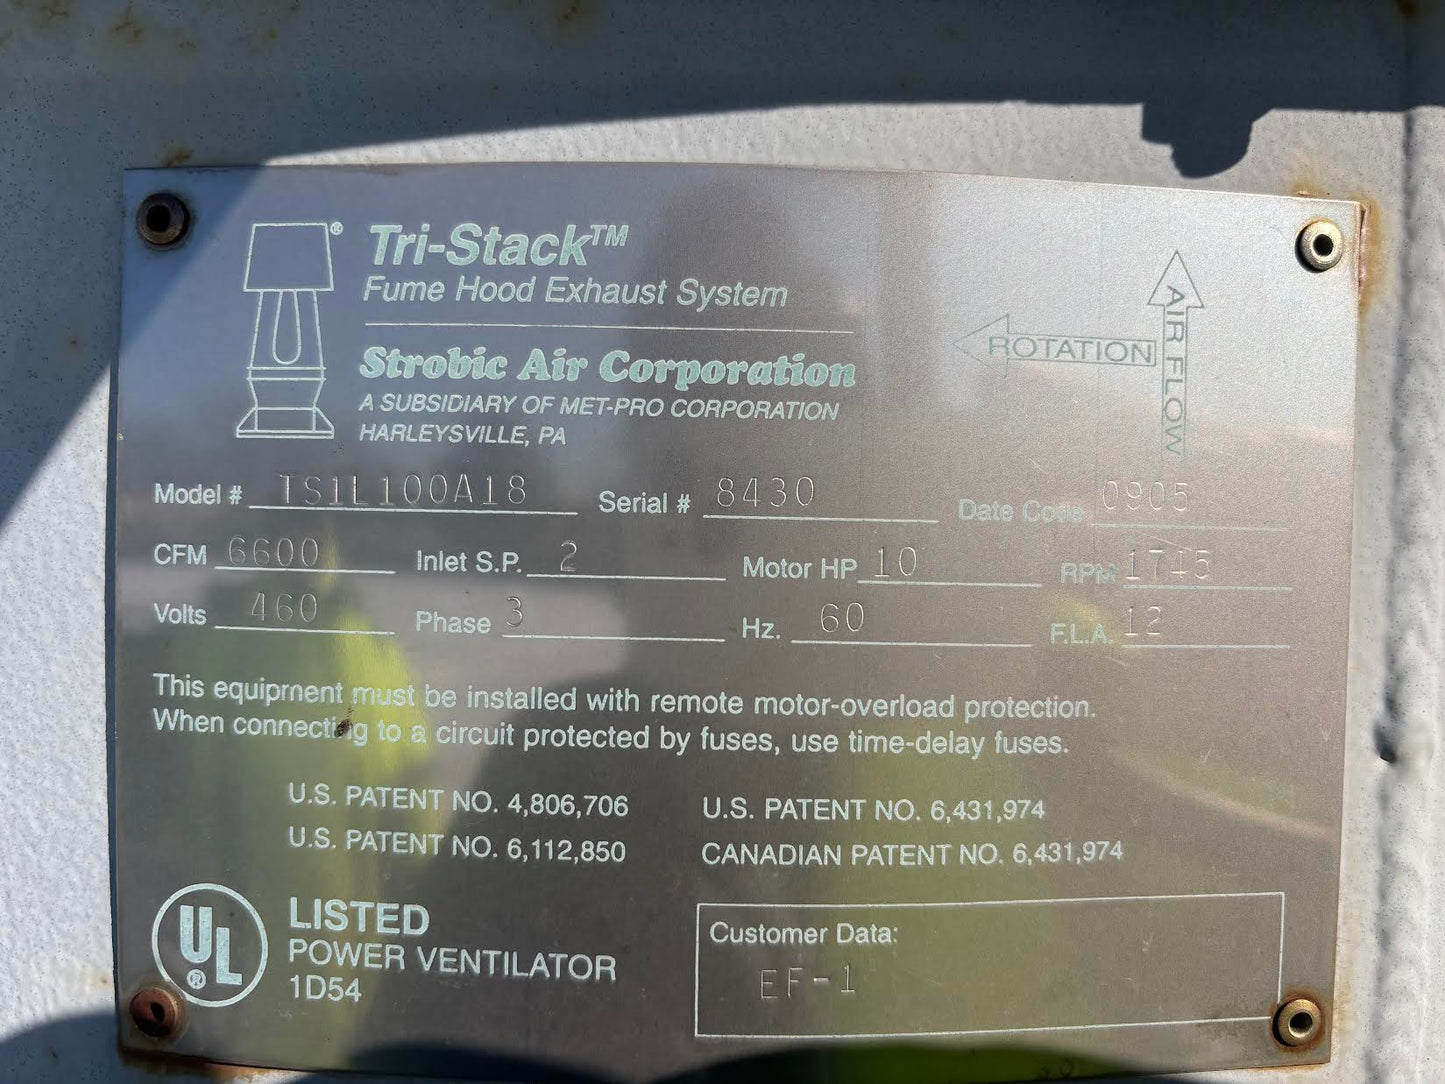 ®
Tri-Stack™
Fume Hood Exhaust System
Strobic Air Corporation
A SUBSIDIARY OF MET-PRO CORPORATION
HARLEYSVILLE, PA
ROTATION
AIR FLOW
Model # TS1L100A18 Serial # 8430 Date Code 0905
CFM 6600 Inlet S.P. 2 Motor HP 10 RPM 1745
Volts 460 Phase 3 Hz. 60 F.L.A. 12
This equipment must be installed with remote motor-overload protection.
When connecting to a circuit protected by fuses, use time-delay fuses.
U.S. PATENT NO. 4,806,706 U.S. PATENT NO. 6,431,974
U.S. PATENT NO. 6,112,850 CANADIAN PATENT NO. 6,431,974
UL®
LISTED
POWER VENTILATOR
1D54
Customer Data:
EF-1